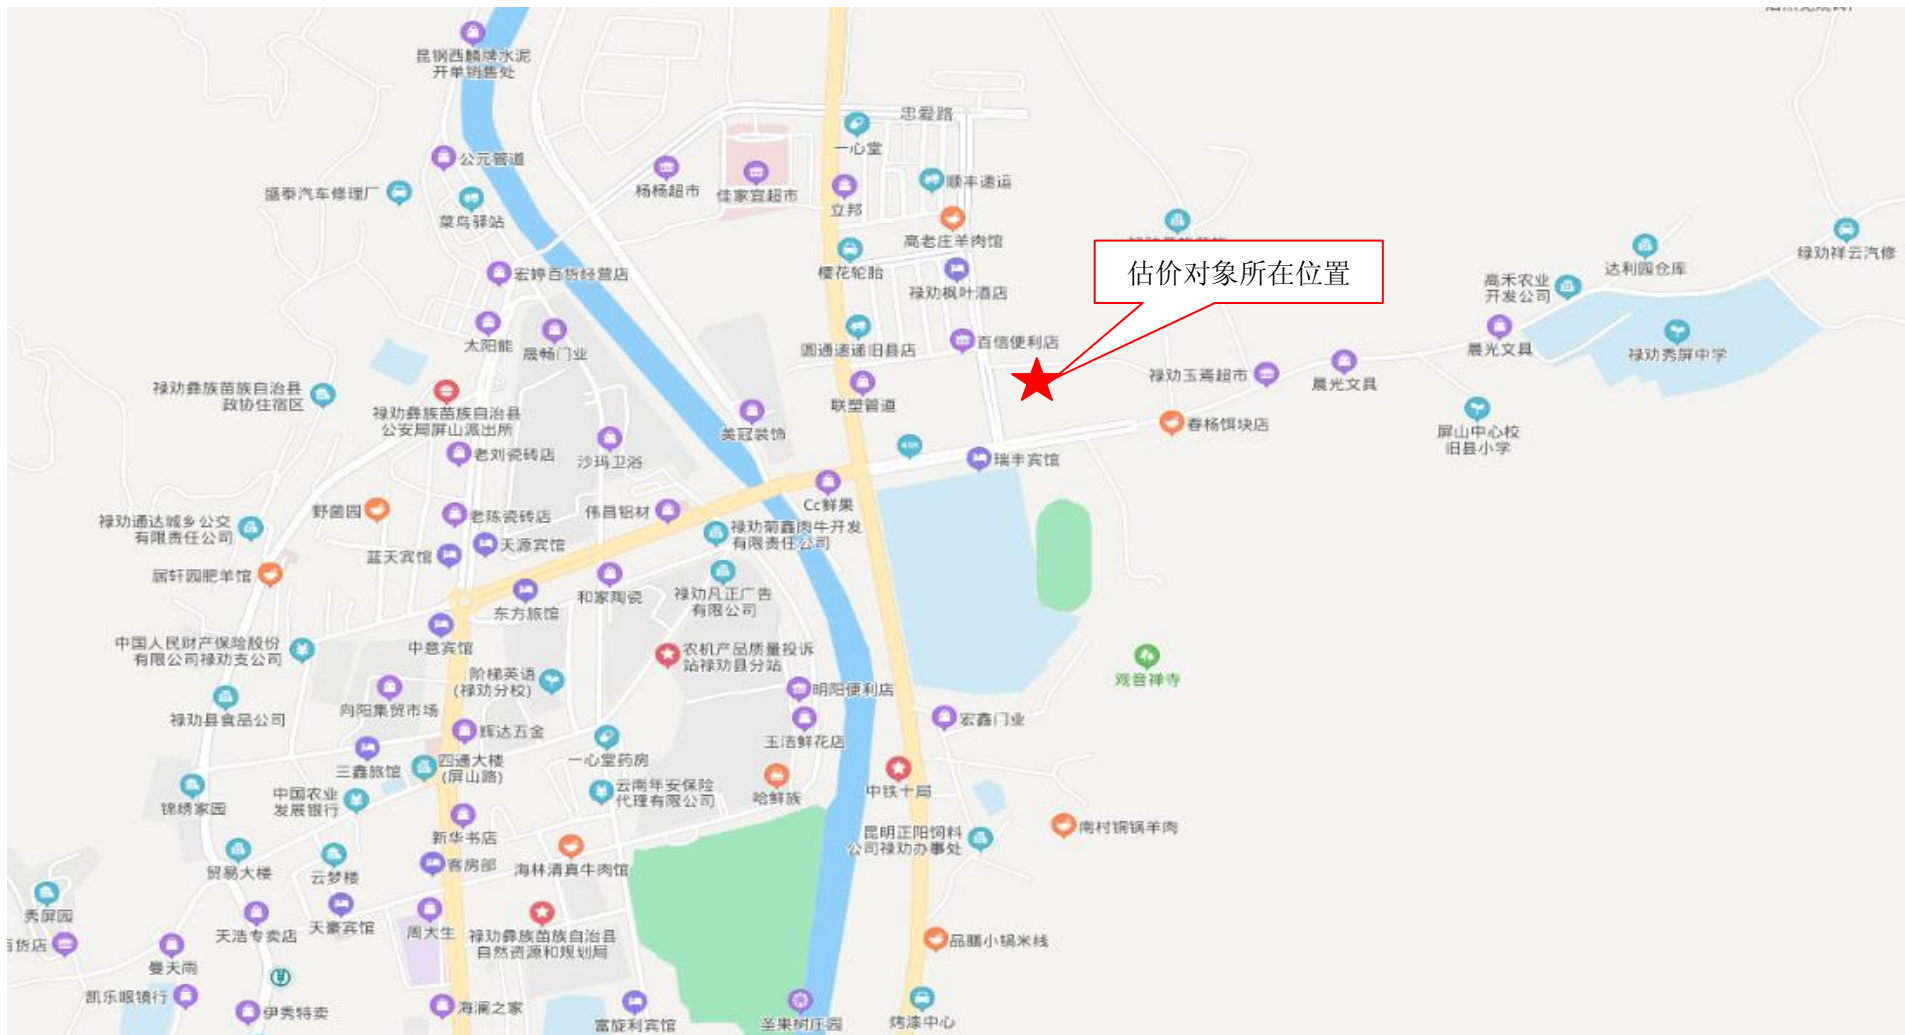 昆钢西麟牌水泥
开单销售处
忠爱路
一心堂
公元管道
盛泰汽车修理厂
菜鸟驿站
杨杨超市
佳家宜超市
立邦
顺丰速运
高老庄羊肉馆
宏婷百货经营店
樱花轮胎
禄劝枫叶酒店
估价对象所在位置
高禾农业
开发公司
达利园仓库
绿劝祥云汽修
太阳能
晟畅门业
圆通速递旧县店
百信便利店
晨光文具
禄劝秀屏中学
禄劝彝族苗族自治县
政协住宿区
禄劝彝族苗族自治县
公安局屏山派出所
联塑管道
禄劝玉焉超市
晨光文具
美冠装饰
春杨饵块店
屏山中心校
旧县小学
老刘瓷砖店
沙玛卫浴
瑞丰宾馆
Cc鲜果
野菌园
老陈瓷砖店
伟昌铝材
禄劝通达城乡公交
有限责任公司
禄劝菊鑫肉牛开发
有限责任公司
蓝天宾馆
天源宾馆
居轩园肥羊馆
东方旅馆
和家陶瓷
禄劝凡正广告
有限公司
中国人民财产保险股份
有限公司禄劝支公司
中意宾馆
农机产品质量投诉
站禄劝县分站
阶梯英语
(禄劝分校)
观音禅寺
明阳便利店
禄劝县食品公司
向阳集贸市场
辉达五金
玉洁鲜花店
宏鑫门业
三鑫旅馆
四通大楼
(屏山路)
一心堂药房
中国农业
发展银行
云南年安保险
代理有限公司
哈鲜族
中铁十局
锦绣家园
新华书店
昆明正阳饲料
公司禄劝办事处
南村铜锅羊肉
贸易大楼
云梦楼
客房部
海林清真牛肉馆
秀屏园
天浩专卖店
天豪宾馆
周大生
禄劝彝族苗族自治县
自然资源和规划局
百货店
品膳小锅米线
曼天雨
凯乐眼镜行
伊秀特卖
海澜之家
富旋利宾馆
圣果树庄园
烤漆中心